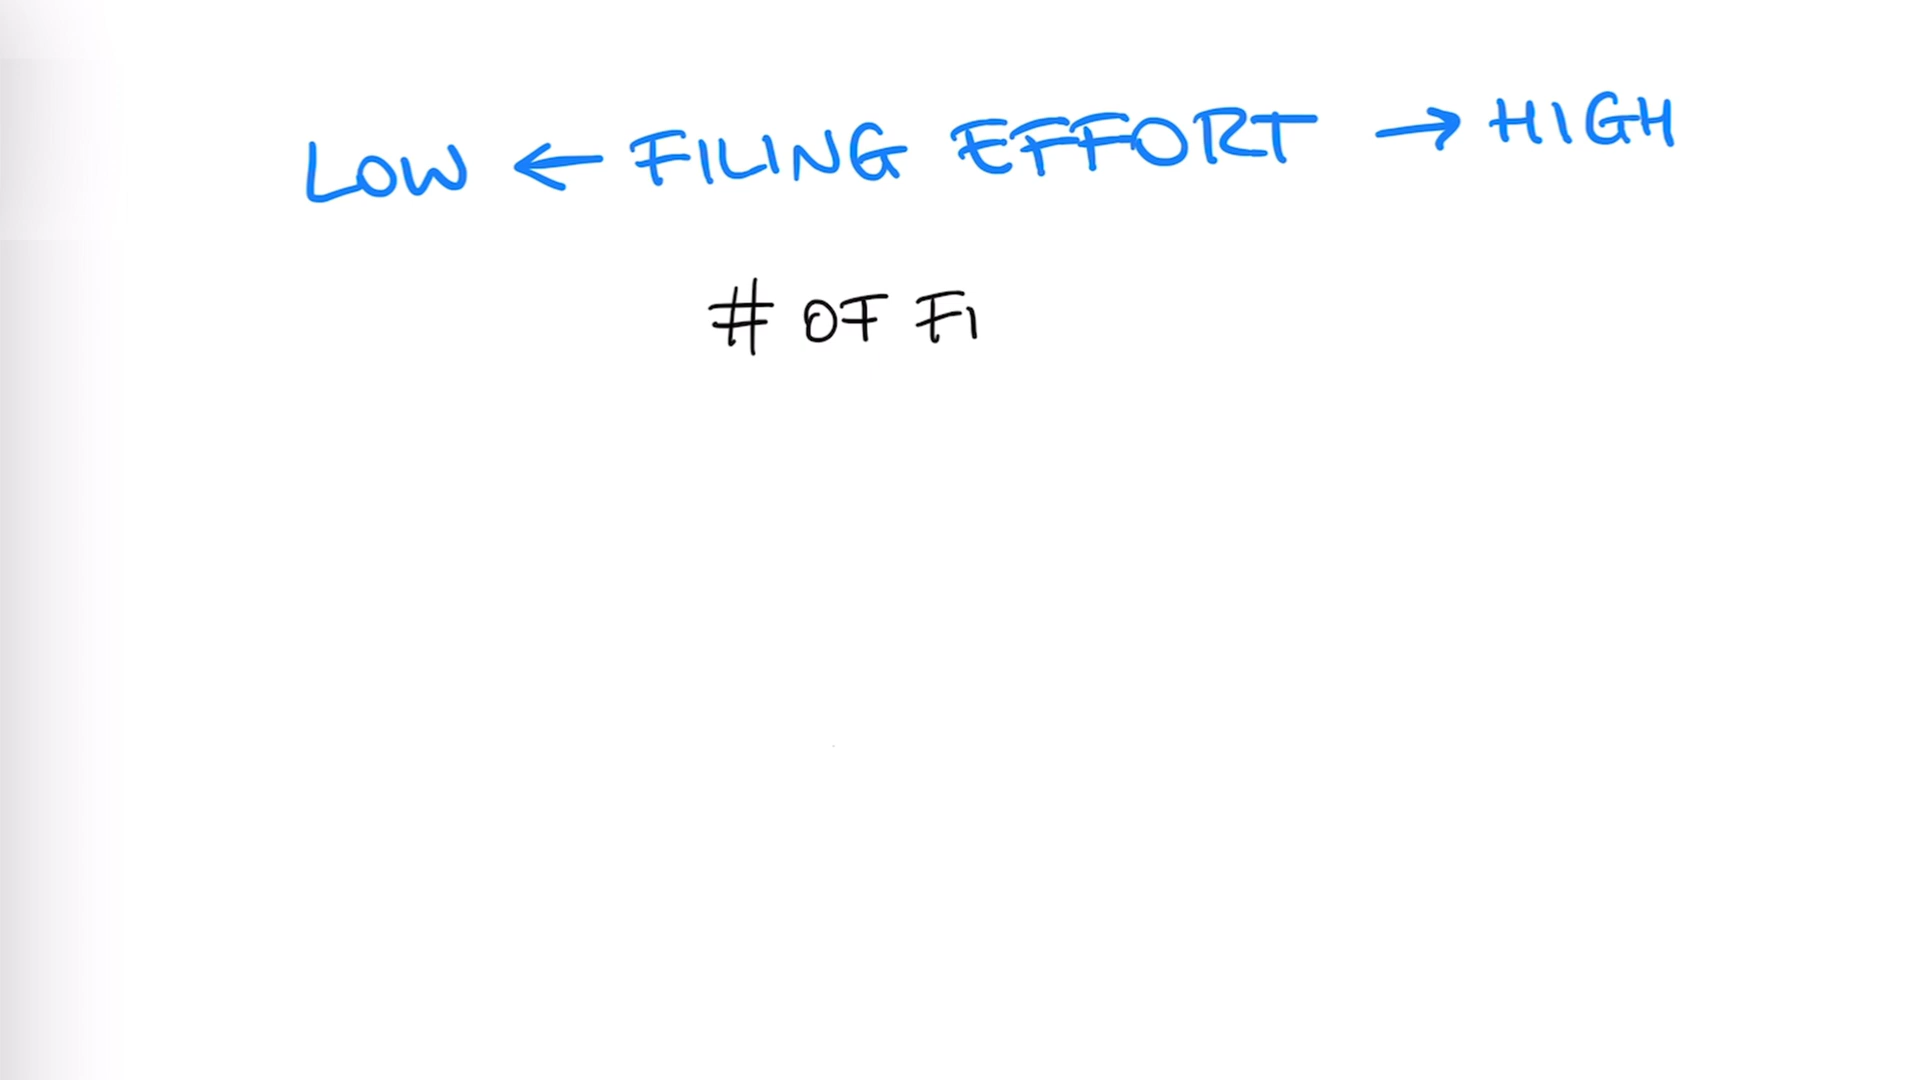 LOW ← FILING EFFORT → HIGH
# OF FI